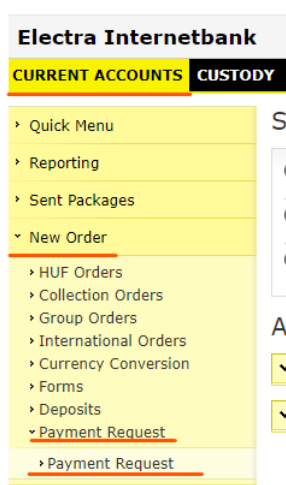 Electra Internetbank
CURRENT ACCOUNTS CUSTODY
Quick Menu
Reporting
Sent Packages
New Order
HUF Orders
Collection Orders
Group Orders
International Orders
Currency Conversion
Forms
Deposits
Payment Request
Payment Request